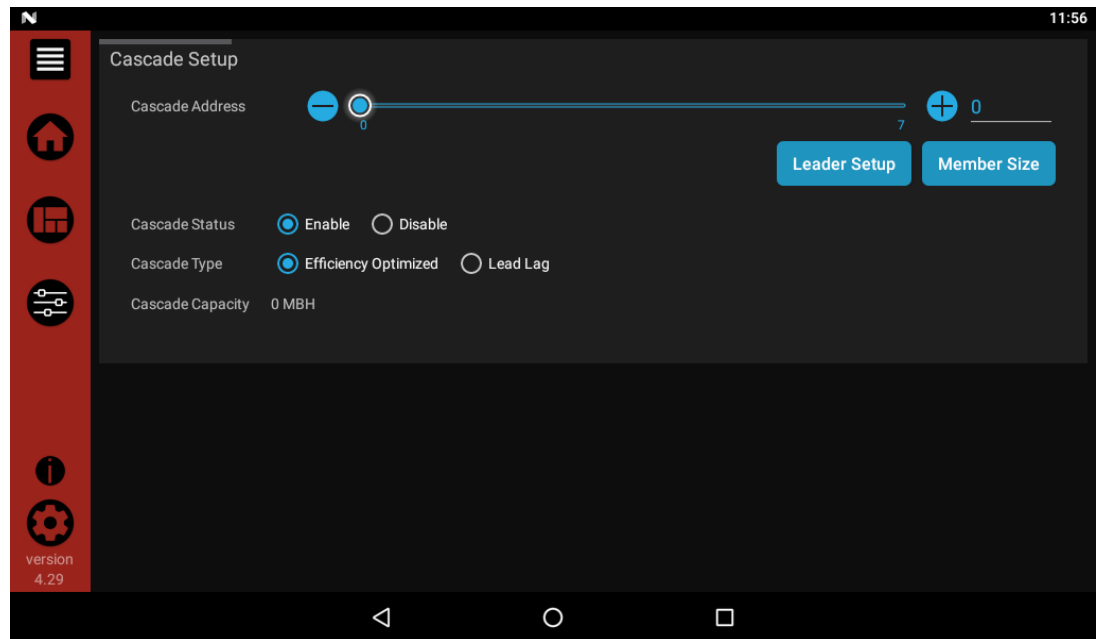 11:56
Cascade Setup
Cascade Address 0
0 7
Leader Setup Member Size
Cascade Status Enable Disable
Cascade Type Efficiency Optimized Lead Lag
Cascade Capacity 0 MBH
version
4.29